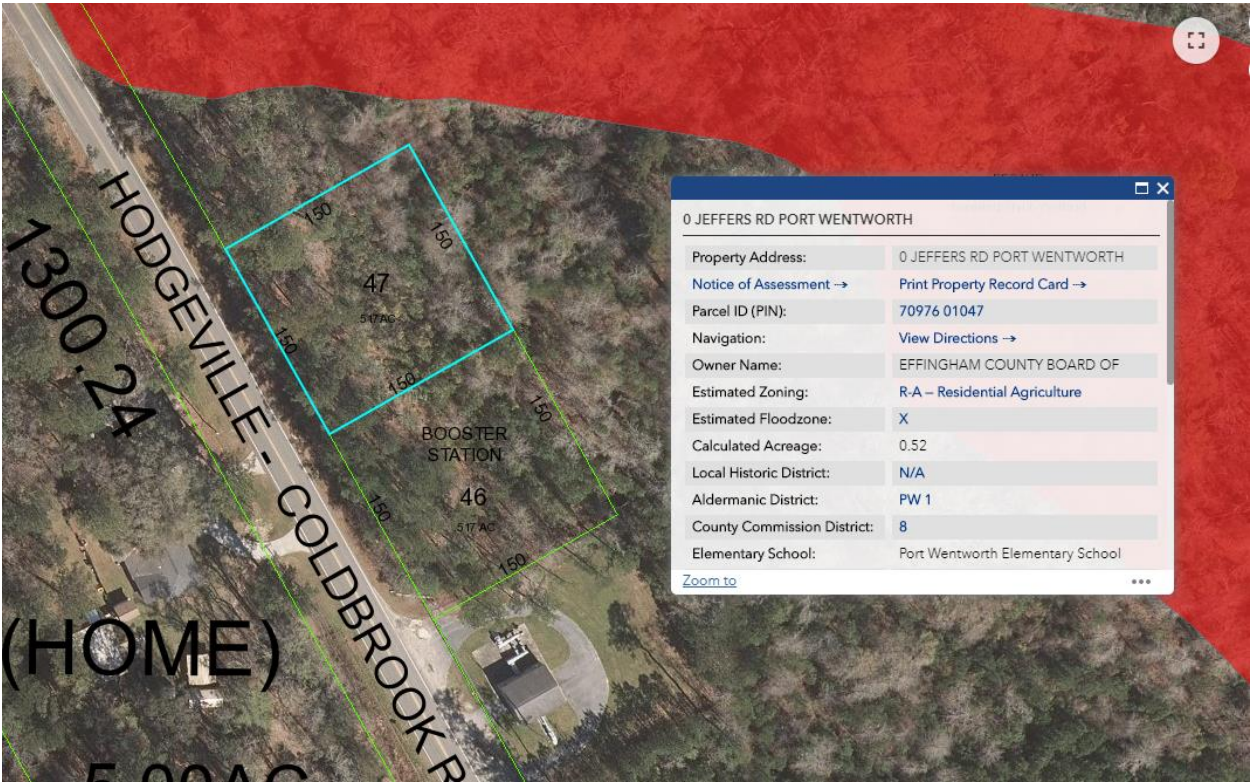 HODGEVILLE - COLDBROOK R
1300.24
150
150
47
.517 AC
150
150
BOOSTER
STATION
150
46
.517 AC
150
150
(HOME)
5.00AC
0 JEFFERS RD PORT WENTWORTH
Property Address: 0 JEFFERS RD PORT WENTWORTH
Notice of Assessment → Print Property Record Card →
Parcel ID (PIN): 70976 01047
Navigation: View Directions →
Owner Name: EFFINGHAM COUNTY BOARD OF
Estimated Zoning: R-A – Residential Agriculture
Estimated Floodzone: X
Calculated Acreage: 0.52
Local Historic District: N/A
Aldermanic District: PW 1
County Commission District: 8
Elementary School: Port Wentworth Elementary School
Zoom to